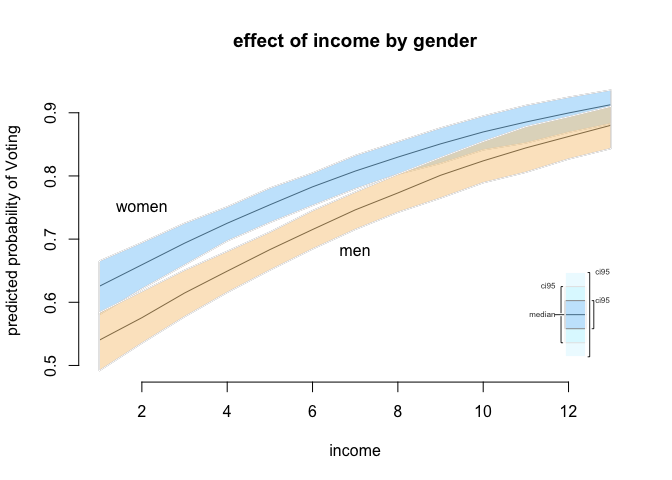 effect of income by gender
predicted probability of Voting
0.9
0.8
0.7
0.6
0.5
women
men
ci95
ci95
ci95
median
2 4 6 8 10 12
income